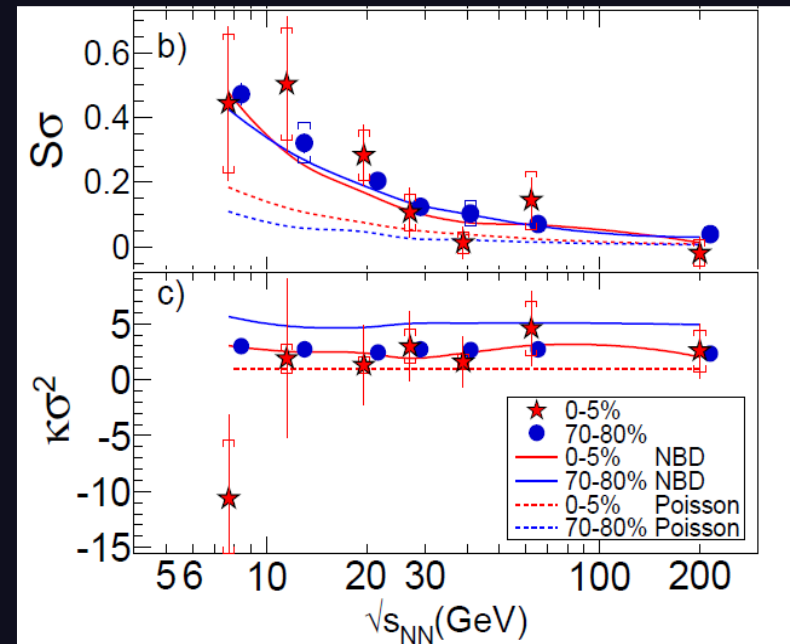 b)
Sσ
0.6
0.4
0.2
0
c)
κσ²
5
0
-5
-10
-15
0-5%
70-80%
0-5% NBD
70-80% NBD
0-5% Poisson
70-80% Poisson
5 6 10 20 30 100 200
√sNN(GeV)